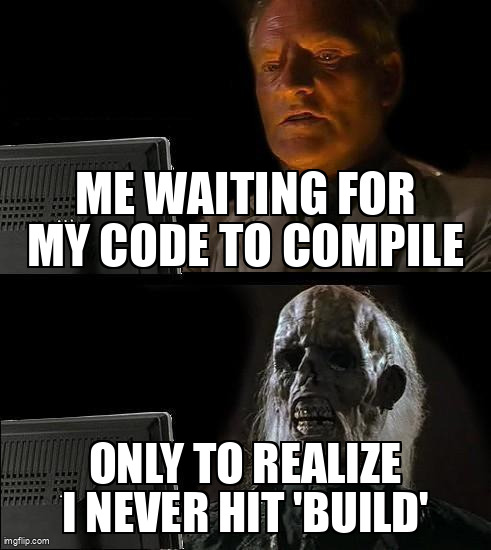 ME WAITING FOR
MY CODE TO COMPILE
ONLY TO REALIZE
I NEVER HIT 'BUILD'
imgflip.com